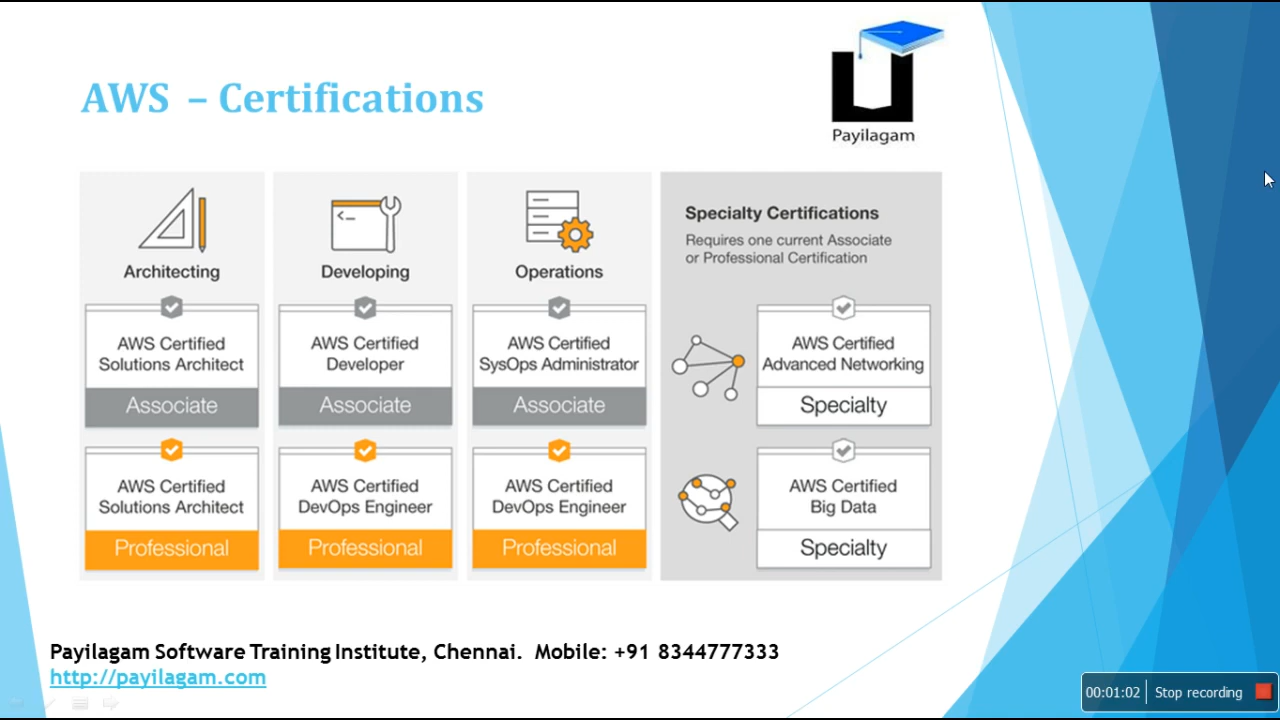 AWS – Certifications
Payilagam
Architecting
AWS Certified
Solutions Architect
Associate
AWS Certified
Solutions Architect
Professional
Developing
AWS Certified
Developer
Associate
AWS Certified
DevOps Engineer
Professional
Operations
AWS Certified
SysOps Administrator
Associate
AWS Certified
DevOps Engineer
Professional
Specialty Certifications
Requires one current Associate
or Professional Certification
AWS Certified
Advanced Networking
Specialty
AWS Certified
Big Data
Specialty
Payilagam Software Training Institute, Chennai. Mobile: +91 8344777333
http://payilagam.com
00:01:02 Stop recording